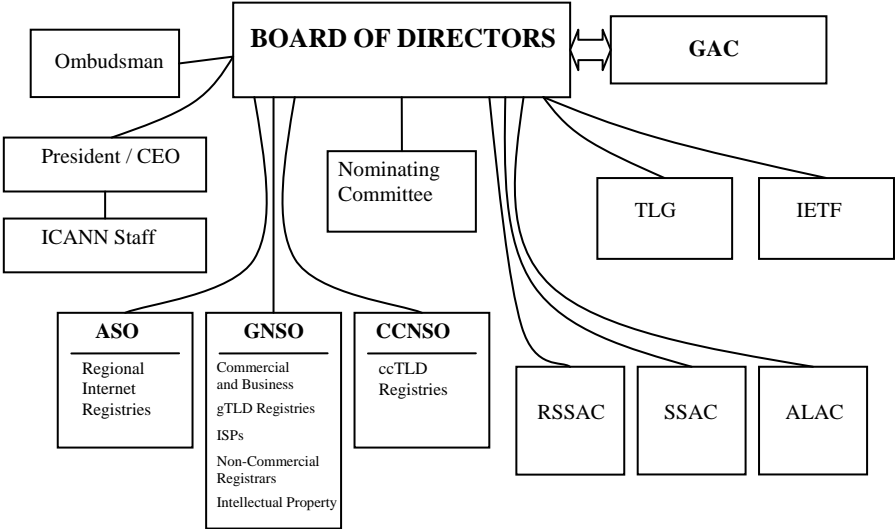 BOARD OF DIRECTORS
GAC
Ombudsman
President / CEO
ICANN Staff
Nominating
Committee
TLG
IETF
ASO
Regional
Internet
Registries
GNSO
Commercial
and Business
gTLD Registries
ISPs
Non-Commercial
Registrars
Intellectual Property
CCNSO
ccTLD
Registries
RSSAC
SSAC
ALAC